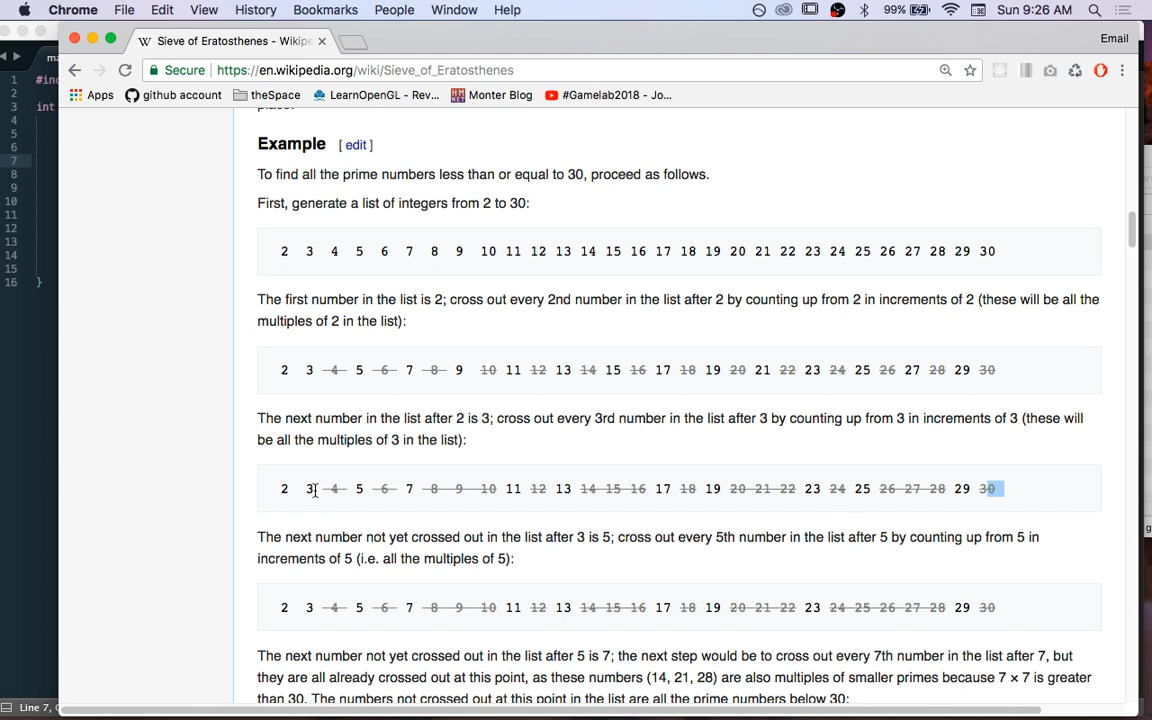 Chrome File Edit View History Bookmarks People Window Help 99% Sun 9:26 AM
W Sieve of Eratosthenes - Wikipe × Email
Secure | https://en.wikipedia.org/wiki/Sieve_of_Eratosthenes
Apps github account theSpace LearnOpenGL - Rev... Monter Blog #Gamelab2018 - Jo...
Example [ edit ]
To find all the prime numbers less than or equal to 30, proceed as follows.
First, generate a list of integers from 2 to 30:
2 3 4 5 6 7 8 9 10 11 12 13 14 15 16 17 18 19 20 21 22 23 24 25 26 27 28 29 30
The first number in the list is 2; cross out every 2nd number in the list after 2 by counting up from 2 in increments of 2 (these will be all the
multiples of 2 in the list):
2 3 4 5 6 7 8 9 10 11 12 13 14 15 16 17 18 19 20 21 22 23 24 25 26 27 28 29 30
The next number in the list after 2 is 3; cross out every 3rd number in the list after 3 by counting up from 3 in increments of 3 (these will
be all the multiples of 3 in the list):
2 3 4 5 6 7 8 9 10 11 12 13 14 15 16 17 18 19 20 21 22 23 24 25 26 27 28 29 30
The next number not yet crossed out in the list after 3 is 5; cross out every 5th number in the list after 5 by counting up from 5 in
increments of 5 (i.e. all the multiples of 5):
2 3 4 5 6 7 8 9 10 11 12 13 14 15 16 17 18 19 20 21 22 23 24 25 26 27 28 29 30
The next number not yet crossed out in the list after 5 is 7; the next step would be to cross out every 7th number in the list after 7, but
they are all already crossed out at this point, as these numbers (14, 21, 28) are also multiples of smaller primes because 7 × 7 is greater
than 30. The numbers not crossed out at this point in the list are all the prime numbers below 30:
1
2
3 int
4
5
6
7
8
9
10
11
12
13
14
15
16 }
Line 7,